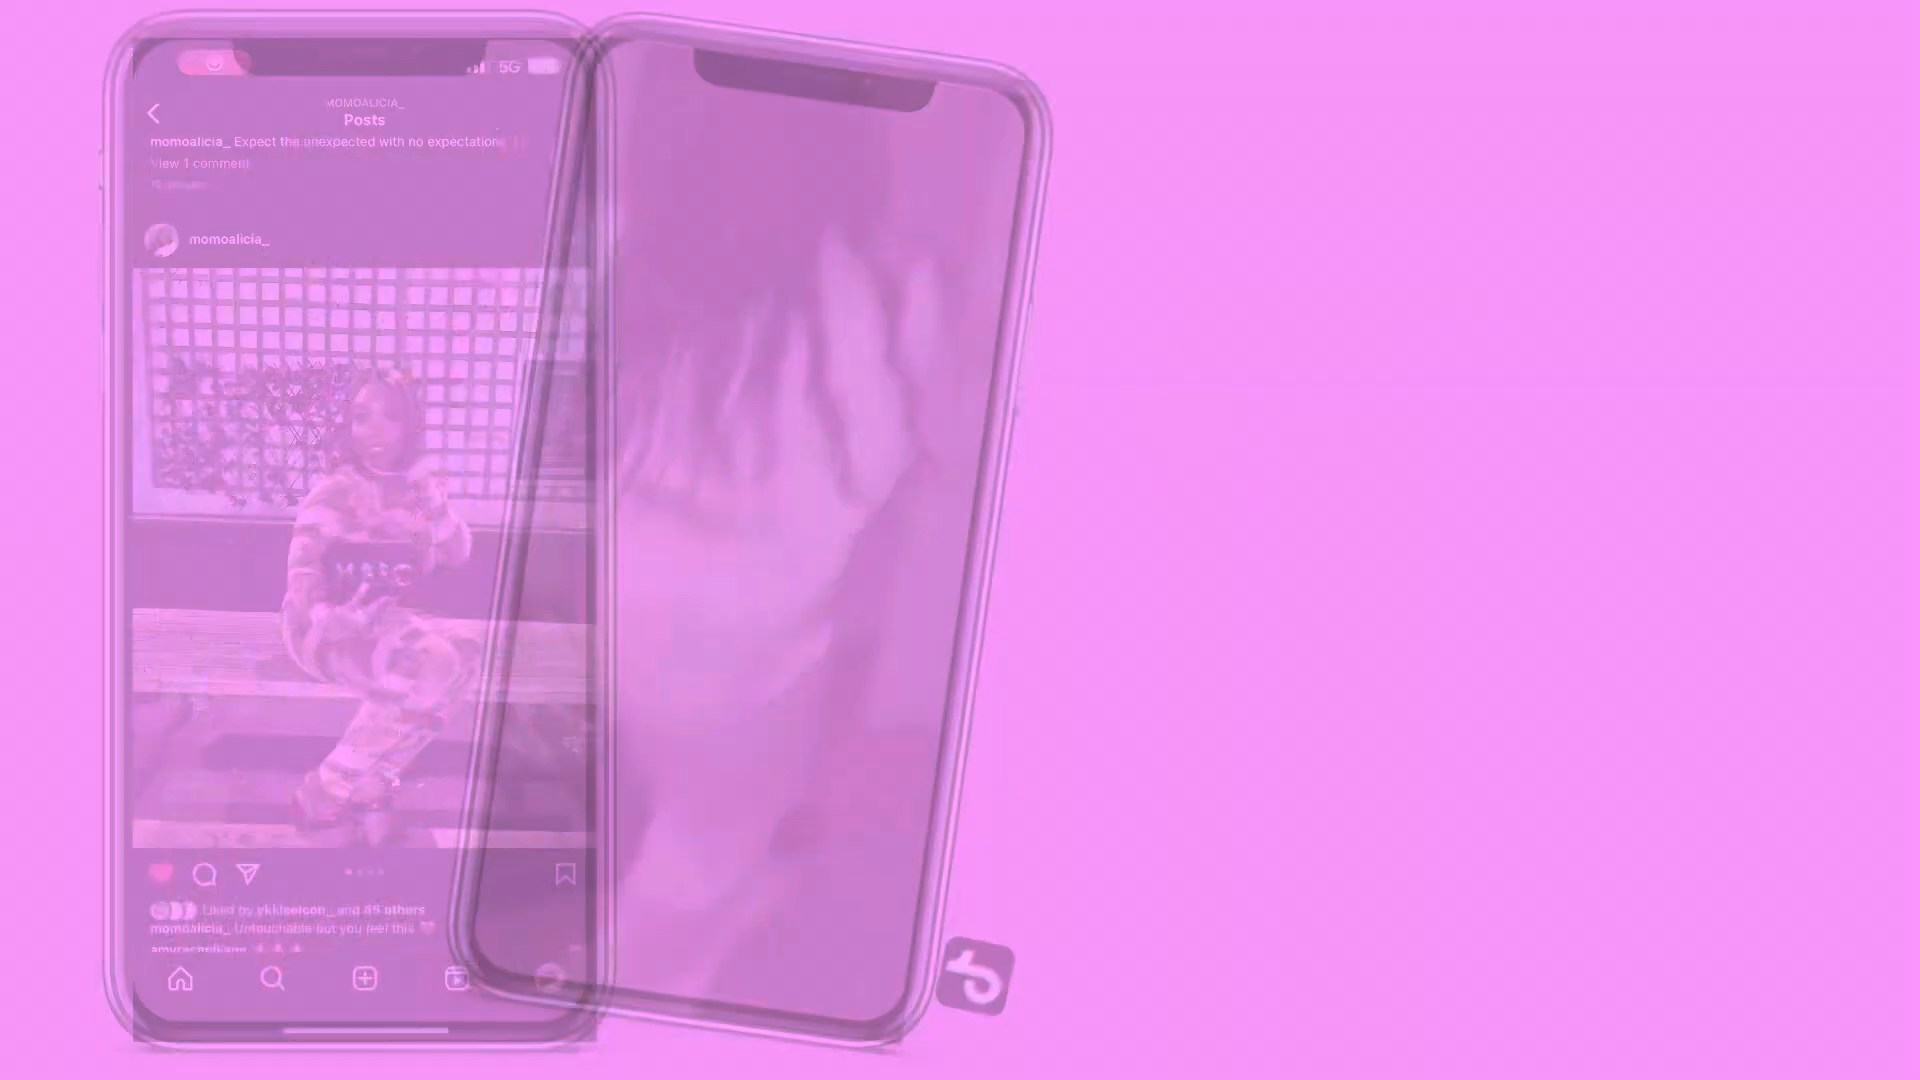 5G
MOMOALICIA_
Posts
momoalicia_ Expect the unexpected with no expectations
View 1 comment
momoalicia_
Liked by and 45 others
momoalicia_ Untouchable but you feel this